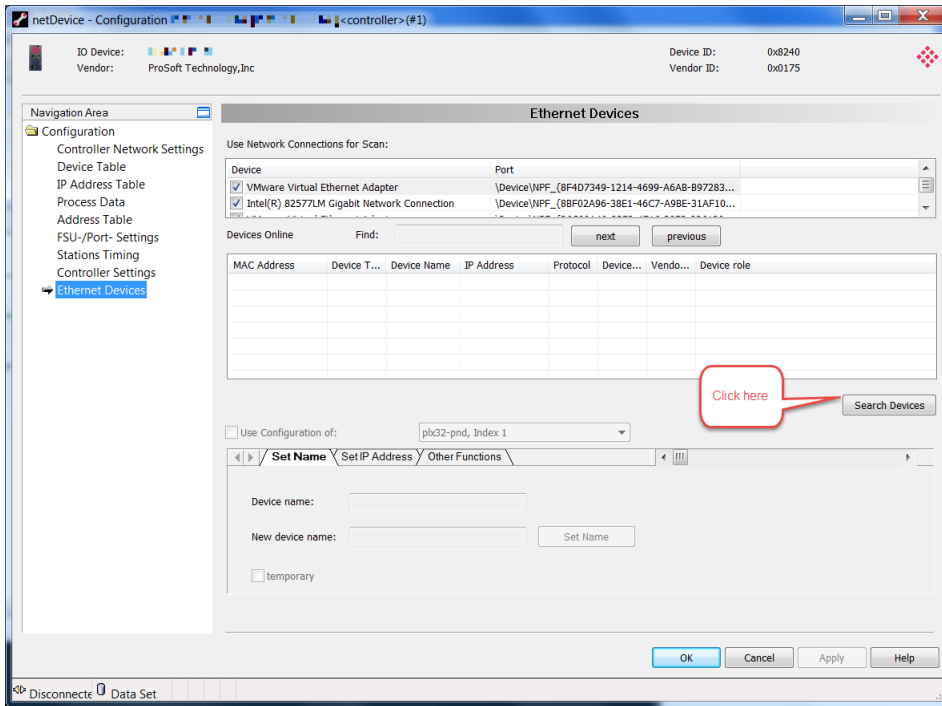 netDevice - Configuration <controller>(#1)
IO Device:
Device ID: 0x8240
Vendor: ProSoft Technology,Inc
Vendor ID: 0x0175
Navigation Area
Ethernet Devices
Configuration
Controller Network Settings
Device Table
IP Address Table
Process Data
Address Table
FSU-/Port- Settings
Stations Timing
Controller Settings
Ethernet Devices
Use Network Connections for Scan:
Device Port
VMware Virtual Ethernet Adapter \Device\NPF_{8F4D7349-1214-4699-A6AB-B97283...
Intel(R) 82577LM Gigabit Network Connection \Device\NPF_{8BF02A96-38E1-46C7-A9BE-31AF10...
Devices Online Find: next previous
MAC Address Device T... Device Name IP Address Protocol Device... Vendo... Device role
Click here
Search Devices
Use Configuration of: plx32-pnd, Index 1
Set Name Set IP Address Other Functions
Device name:
New device name: Set Name
temporary
OK Cancel Apply Help
Disconnecte Data Set